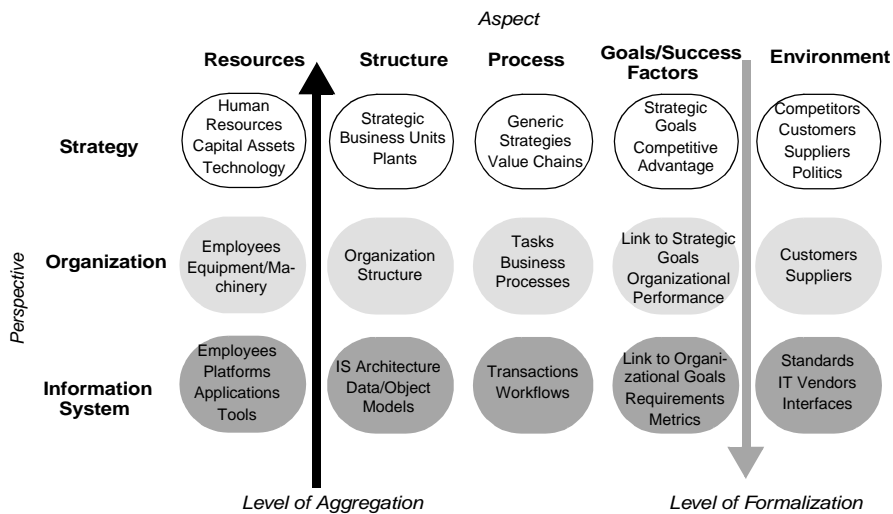 Aspect
Resources
Structure
Process
Goals/Success
Factors
Environment
Perspective
Strategy
Human
Resources
Capital Assets
Technology
Strategic
Business Units
Plants
Generic
Strategies
Value Chains
Strategic
Goals
Competitive
Advantage
Competitors
Customers
Suppliers
Politics
Organization
Employees
Equipment/Ma-
chinery
Organization
Structure
Tasks
Business
Processes
Link to Strategic
Goals
Organizational
Performance
Customers
Suppliers
Information
System
Employees
Platforms
Applications
Tools
IS Architecture
Data/Object
Models
Transactions
Workflows
Link to Organi-
zational Goals
Requirements
Metrics
Standards
IT Vendors
Interfaces
Level of Aggregation
Level of Formalization